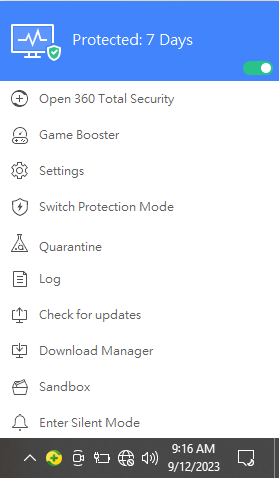 Protected: 7 Days
Open 360 Total Security
Game Booster
Settings
Switch Protection Mode
Quarantine
Log
Check for updates
Download Manager
Sandbox
Enter Silent Mode
9:16 AM
9/12/2023